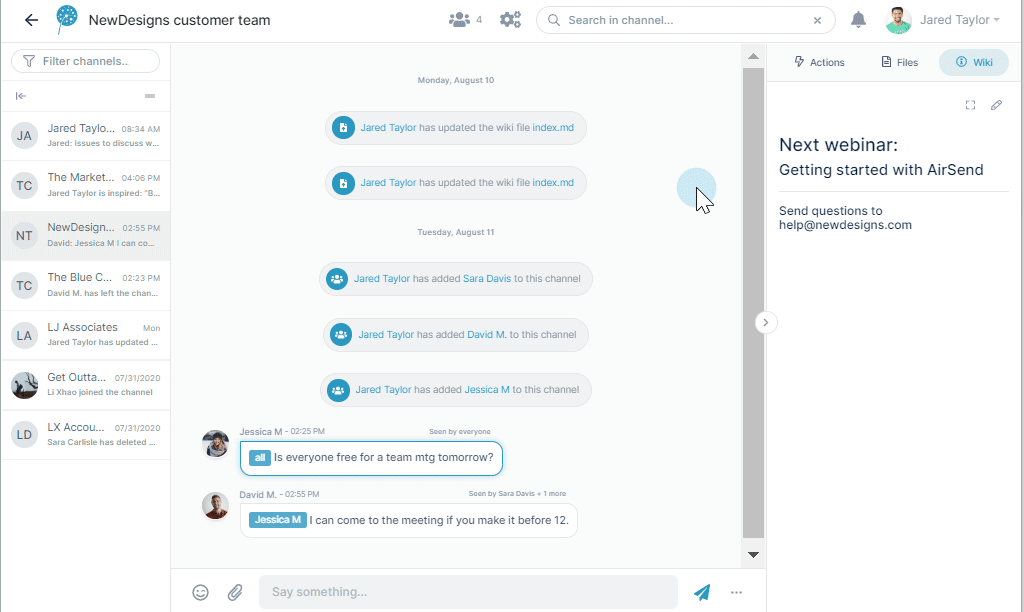 NewDesigns customer team
4
Search in channel...
Jared Taylor
Filter channels..
JA
Jared Taylo... 08:34 AM
Jared: Issues to discuss w...
TC
The Market... 04:06 PM
Jared Taylor is inspired: "B...
NT
NewDesign... 02:55 PM
David: Jessica M I can co...
TC
The Blue C... 02:23 PM
David M. has left the chan...
LA
LJ Associates Mon
Jared Taylor has updated ...
Get Outta... 07/31/2020
Li Xhao joined the channel
LD
LX Accou... 07/31/2020
Sara Carlisle has deleted ...
Monday, August 10
Jared Taylor has updated the wiki file index.md
Jared Taylor has updated the wiki file index.md
Tuesday, August 11
Jared Taylor has added Sara Davis to this channel
Jared Taylor has added David M. to this channel
Jared Taylor has added Jessica M to this channel
Jessica M - 02:25 PM Seen by everyone
all Is everyone free for a team mtg tomorrow?
David M. - 02:55 PM Seen by Sara Davis + 1 more
Jessica M I can come to the meeting if you make it before 12.
Say something...
Actions Files Wiki
Next webinar:
Getting started with AirSend
Send questions to
help@newdesigns.com